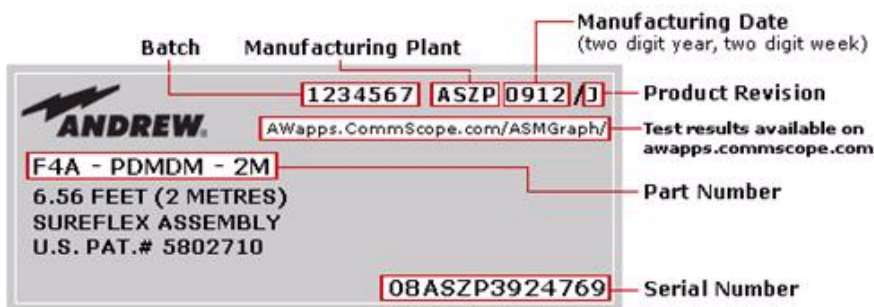 Manufacturing Date
(two digit year, two digit week)
Batch
Manufacturing Plant
1234567 ASZP 0912 /J
Product Revision
ANDREW.
AWapps.CommScope.com/ASMGraph/
Test results available on
awapps.commscope.com
F4A - PDMDM - 2M
Part Number
6.56 FEET (2 METRES)
SUREFLEX ASSEMBLY
U.S. PAT.# 5802710
08ASZP3924769
Serial Number